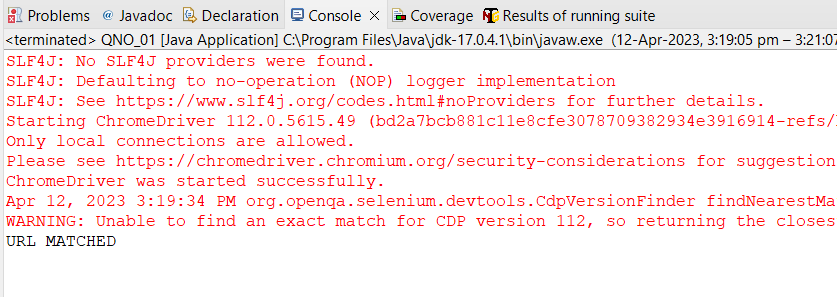 Problems @ Javadoc Declaration Console Coverage Results of running suite
<terminated> QNO_01 [Java Application] C:\Program Files\Java\jdk-17.0.4.1\bin\javaw.exe (12-Apr-2023, 3:19:05 pm – 3:21:07
SLF4J: No SLF4J providers were found.
SLF4J: Defaulting to no-operation (NOP) logger implementation
SLF4J: See https://www.slf4j.org/codes.html#noProviders for further details.
Starting ChromeDriver 112.0.5615.49 (bd2a7bcb881c11e8cfe3078709382934e3916914-refs/
Only local connections are allowed.
Please see https://chromedriver.chromium.org/security-considerations for suggestion
ChromeDriver was started successfully.
Apr 12, 2023 3:19:34 PM org.openqa.selenium.devtools.CdpVersionFinder findNearestMa
WARNING: Unable to find an exact match for CDP version 112, so returning the closes
URL MATCHED